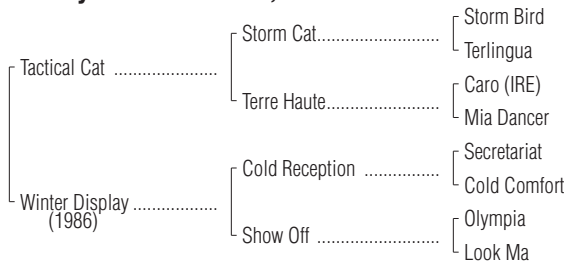 Storm Bird
Storm Cat
Terlingua
Tactical Cat
Caro (IRE)
Terre Haute
Mia Dancer
Secretariat
Cold Reception
Cold Comfort
Winter Display
(1986)
Olympia
Show Off
Look Ma